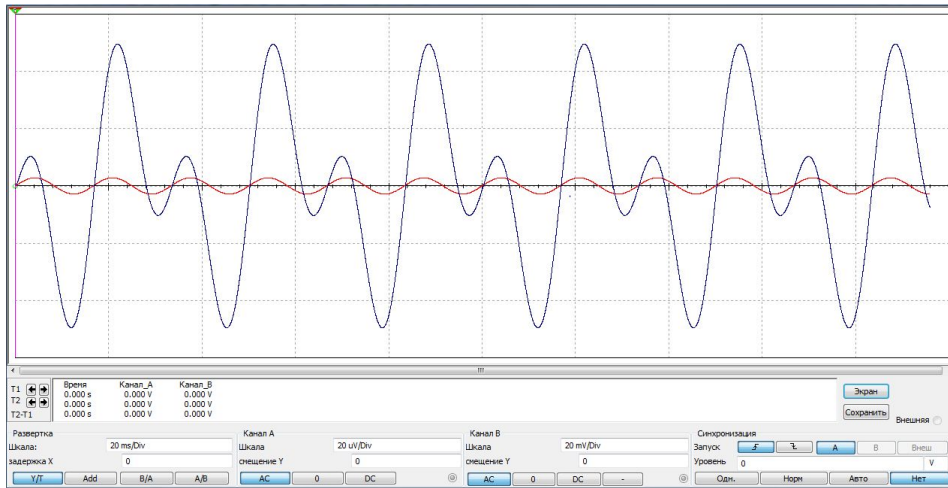 T1
T2
T2-T1
Время Канал_A Канал_B
0.000 s 0.000 V 0.000 V
0.000 s 0.000 V 0.000 V
0.000 s 0.000 V 0.000 V
Экран
Сохранить
Внешняя
Развертка
Шкала: 20 ms/Div
задержка X 0
Y/T Add B/A A/B
Канал A
Шкала 20 uV/Div
смещение Y 0
AC 0 DC
Канал B
Шкала 20 mV/Div
смещение Y 0
AC 0 DC -
Синхронизация
Запуск A B Внеш
Уровень 0 V
Одн. Норм Авто Нет